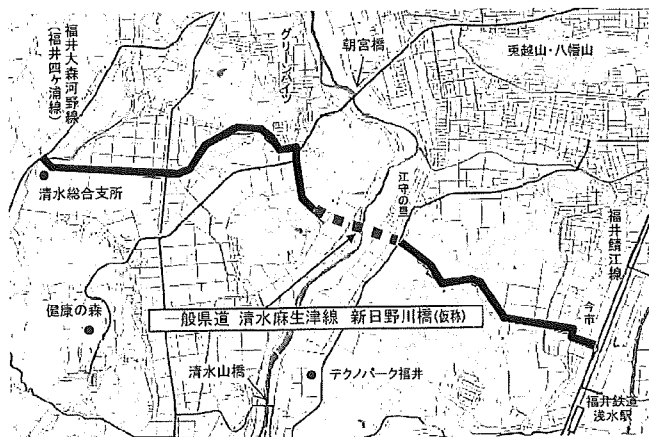 福井大森河野線
(福井四ケ浦線)
グリーンハイツ
朝宮橋
兎越山・八幡山
清水総合支所
江守の里
福井鯖江線
今市
健康の森
一般県道 清水麻生津線 新日野川橋(仮称)
清水山橋
テクノパーク福井
福井鉄道
浅水駅